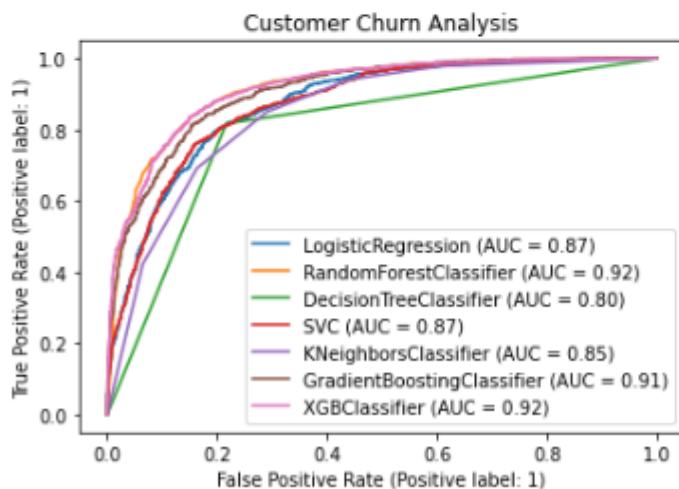 Customer Churn Analysis
True Positive Rate (Positive label: 1)
1.0
0.8
0.6
0.4
0.2
0.0
LogisticRegression (AUC = 0.87)
RandomForestClassifier (AUC = 0.92)
DecisionTreeClassifier (AUC = 0.80)
SVC (AUC = 0.87)
KNeighborsClassifier (AUC = 0.85)
GradientBoostingClassifier (AUC = 0.91)
XGBClassifier (AUC = 0.92)
0.0 0.2 0.4 0.6 0.8 1.0
False Positive Rate (Positive label: 1)